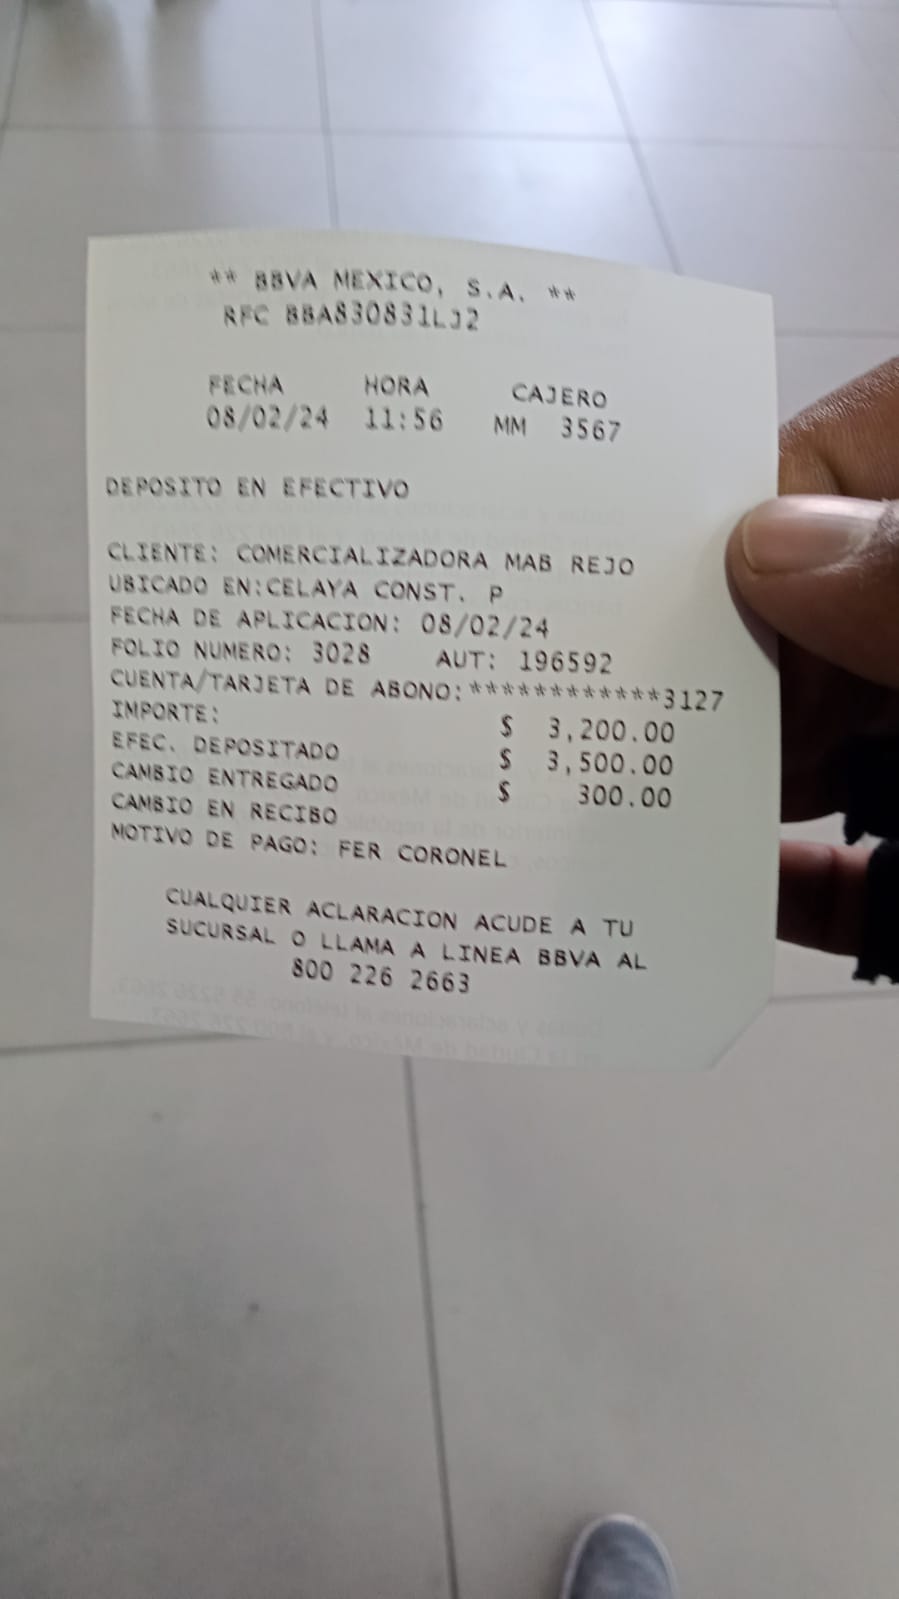 ** BBVA MEXICO, S.A. **
RFC BBA830831LJ2
FECHA HORA CAJERO
08/02/24 11:56 MM 3567
DEPOSITO EN EFECTIVO
CLIENTE: COMERCIALIZADORA MAB REJO
UBICADO EN:CELAYA CONST. P
FECHA DE APLICACION: 08/02/24
FOLIO NUMERO: 3028 AUT: 196592
CUENTA/TARJETA DE ABONO:************3127
IMPORTE: $ 3,200.00
EFEC. DEPOSITADO $ 3,500.00
CAMBIO ENTREGADO $ 300.00
CAMBIO EN RECIBO
MOTIVO DE PAGO: FER CORONEL
CUALQUIER ACLARACION ACUDE A TU
SUCURSAL O LLAMA A LINEA BBVA AL
800 226 2663